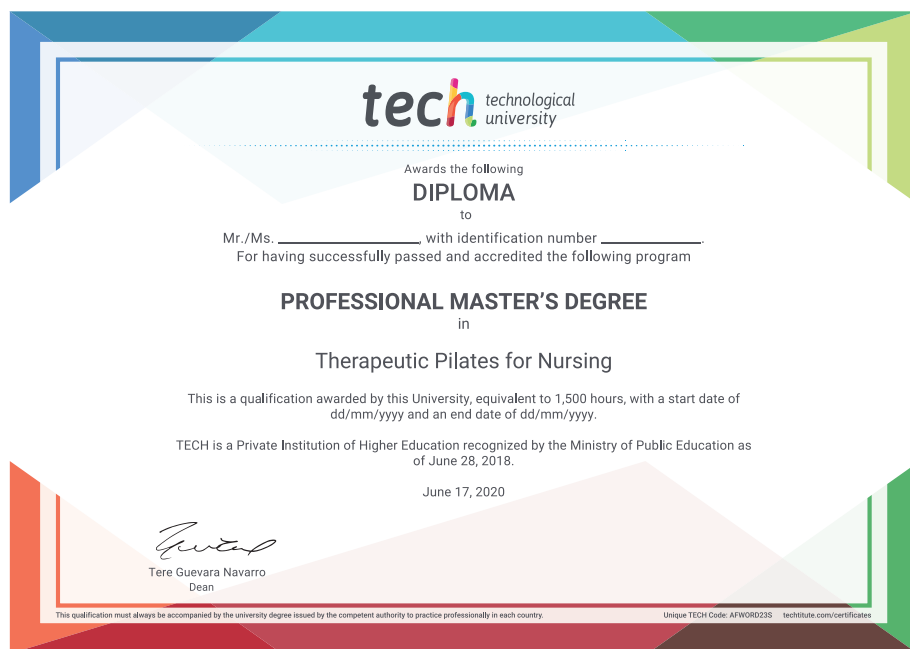 tech technological
university
Awards the following
DIPLOMA
to
Mr./Ms. ____________________, with identification number ______________.
For having successfully passed and accredited the following program
PROFESSIONAL MASTER'S DEGREE
in
Therapeutic Pilates for Nursing
This is a qualification awarded by this University, equivalent to 1,500 hours, with a start date of
dd/mm/yyyy and an end date of dd/mm/yyyy.
TECH is a Private Institution of Higher Education recognized by the Ministry of Public Education as
of June 28, 2018.
June 17, 2020
Tere Guevara Navarro
Dean
This qualification must always be accompanied by the university degree issued by the competent authority to practice professionally in each country. Unique TECH Code: AFWORD23S techtitute.com/certificates